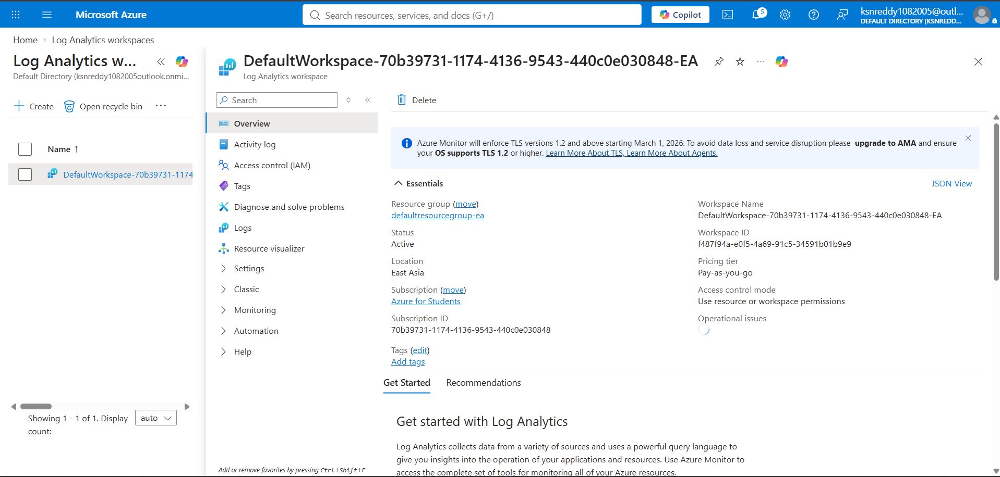 Microsoft Azure
Search resources, services, and docs (G+/)
Copilot
5
ksnreddy1082005@outl...
DEFAULT DIRECTORY (KSNREDD...
Home > Log Analytics workspaces
Log Analytics w...
Default Directory (ksnreddy1082005outlook.onmi...
Create
Open recycle bin
...
Name ↑
DefaultWorkspace-70b39731-1174
Showing 1 - 1 of 1. Display count:
auto
DefaultWorkspace-70b39731-1174-4136-9543-440c0e030848-EA
...
Log Analytics workspace
Search
Overview
Activity log
Access control (IAM)
Tags
Diagnose and solve problems
Logs
Resource visualizer
Settings
Classic
Monitoring
Automation
Help
Add or remove favorites by pressing Ctrl+Shift+F
Delete
Azure Monitor will enforce TLS versions 1.2 and above starting March 1, 2026. To avoid data loss and service disruption please upgrade to AMA and ensure
your OS supports TLS 1.2 or higher. Learn More About TLS, Learn More About Agents.
Essentials
JSON View
Resource group (move)
defaultresourcegroup-ea
Status
Active
Location
East Asia
Subscription (move)
Azure for Students
Subscription ID
70b39731-1174-4136-9543-440c0e030848
Tags (edit)
Add tags
Workspace Name
DefaultWorkspace-70b39731-1174-4136-9543-440c0e030848-EA
Workspace ID
f487f94a-e0f5-4a69-91c5-34591b01b9e9
Pricing tier
Pay-as-you-go
Access control mode
Use resource or workspace permissions
Operational issues
Get Started
Recommendations
Get started with Log Analytics
Log Analytics collects data from a variety of sources and uses a powerful query language to
give you insights into the operation of your applications and resources. Use Azure Monitor to
access the complete set of tools for monitoring all of your Azure resources.